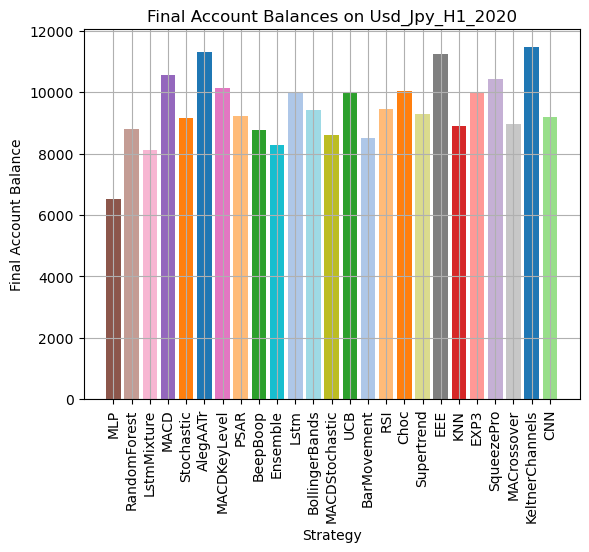 Final Account Balances on Usd_Jpy_H1_2020
Final Account Balance
12000
10000
8000
6000
4000
2000
0
MLP
RandomForest
LstmMixture
MACD
Stochastic
AlegAATr
MACDKeyLevel
PSAR
BeepBoop
Ensemble
Lstm
BollingerBands
MACDStochastic
UCB
BarMovement
RSI
Choc
Supertrend
EEE
KNN
EXP3
SqueezePro
MACrossover
KeltnerChannels
CNN
Strategy